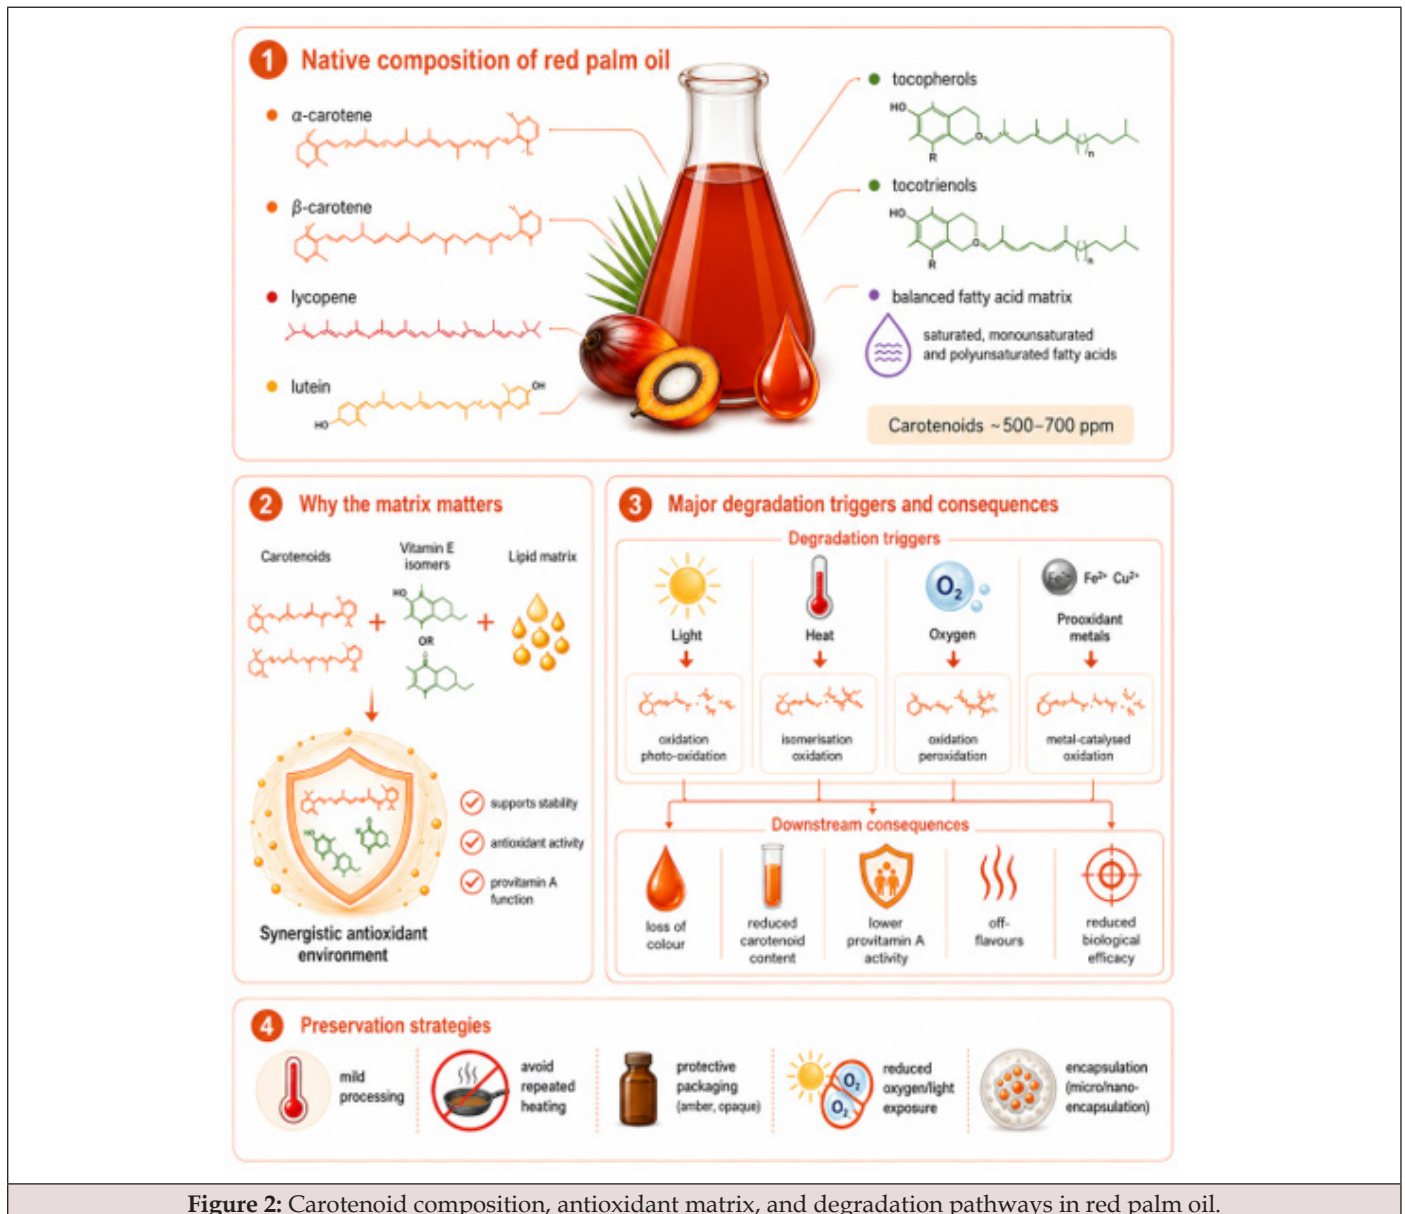 1 Native composition of red palm oil
α-carotene
β-carotene
lycopene
lutein
HO
OH
tocopherols
HO
O
R
n
tocotrienols
HO
O
R
n
balanced fatty acid matrix
saturated, monounsaturated
and polyunsaturated fatty acids
Carotenoids ~500–700 ppm
2 Why the matrix matters
Carotenoids
Vitamin E
isomers
Lipid matrix
HO
+
+
OR
HO
supports stability
antioxidant activity
provitamin A
function
Synergistic antioxidant
environment
3 Major degradation triggers and consequences
Degradation triggers
Light
Heat
O₂
Oxygen
Fe²⁺ Cu²⁺
Prooxidant
metals
oxidation
photo-oxidation
isomerisation
oxidation
oxidation
peroxidation
metal-catalysed
oxidation
Downstream consequences
loss of
colour
reduced
carotenoid
content
lower
provitamin A
activity
off-
flavours
reduced
biological
efficacy
4 Preservation strategies
mild
processing
avoid
repeated
heating
protective
packaging
(amber, opaque)
O₂
O₂
reduced
oxygen/light
exposure
encapsulation
(micro/nano-
encapsulation)
Figure 2: Carotenoid composition, antioxidant matrix, and degradation pathways in red palm oil.